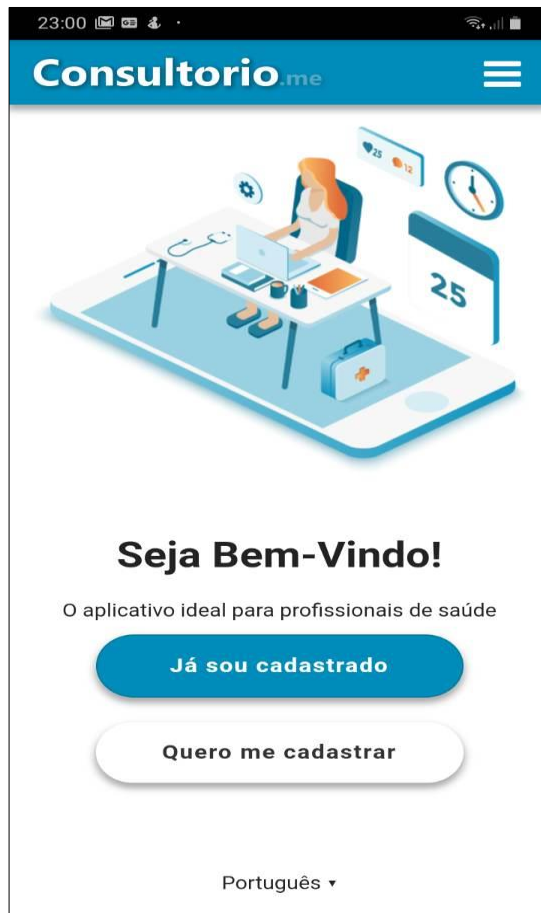 23:00
Consultorio.me
25 12
25
Seja Bem-Vindo!
O aplicativo ideal para profissionais de saúde
Já sou cadastrado
Quero me cadastrar
Português ▾